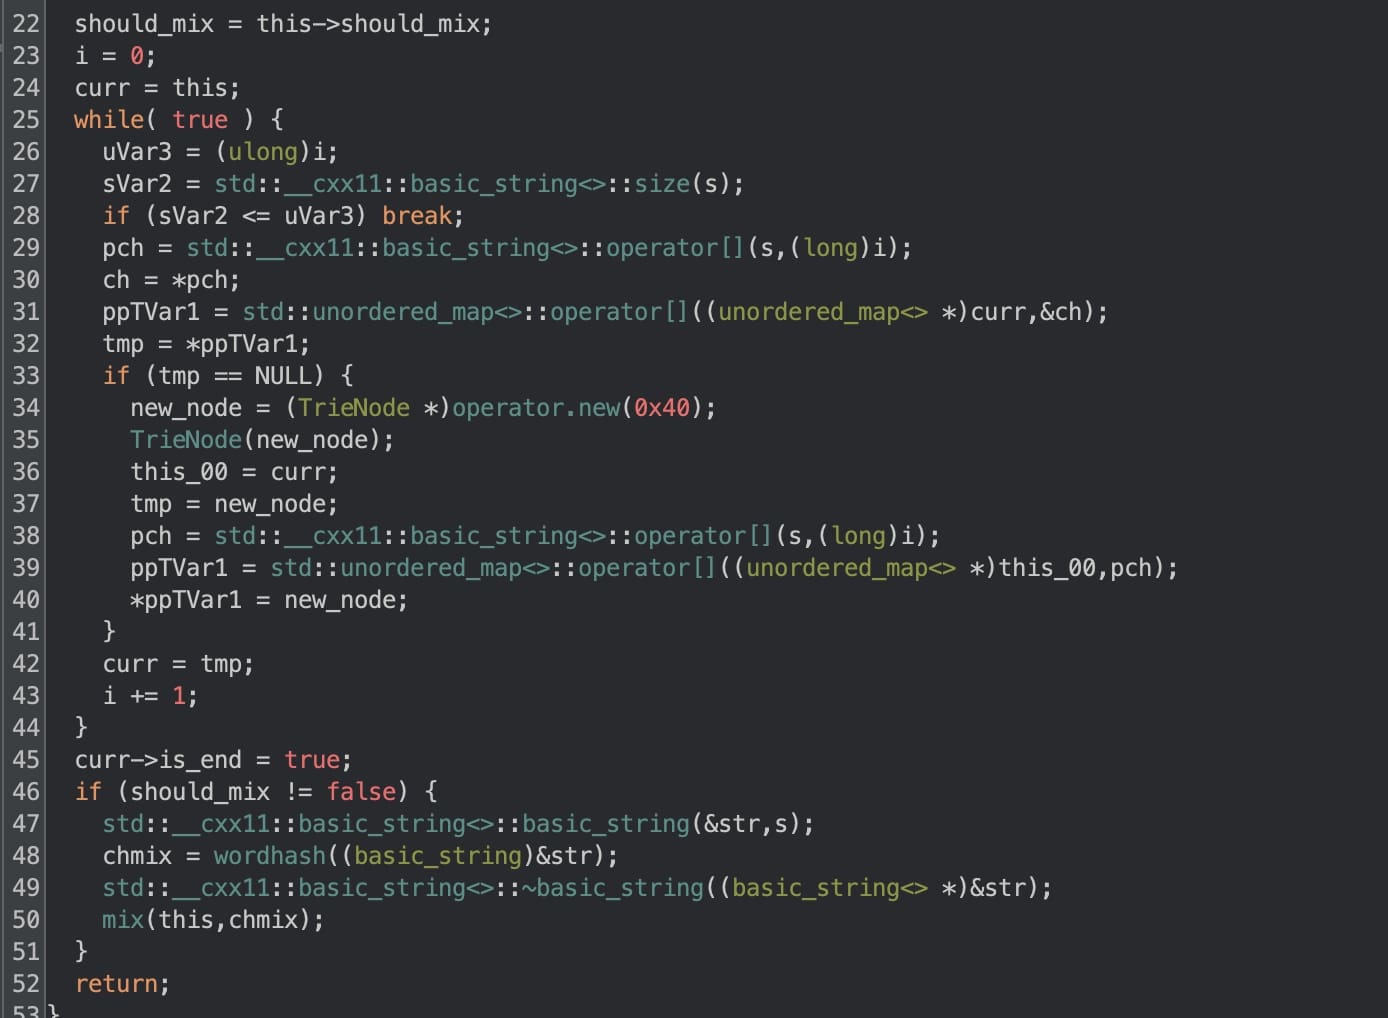 22 should_mix = this->should_mix;
23 i = 0;
24 curr = this;
25 while( true ) {
26 uVar3 = (ulong)i;
27 sVar2 = std::__cxx11::basic_string<>::size(s);
28 if (sVar2 <= uVar3) break;
29 pch = std::__cxx11::basic_string<>::operator[](s,(long)i);
30 ch = *pch;
31 ppTVar1 = std::unordered_map<>::operator[]((unordered_map<> *)curr,&ch);
32 tmp = *ppTVar1;
33 if (tmp == NULL) {
34 new_node = (TrieNode *)operator.new(0x40);
35 TrieNode(new_node);
36 this_00 = curr;
37 tmp = new_node;
38 pch = std::__cxx11::basic_string<>::operator[](s,(long)i);
39 ppTVar1 = std::unordered_map<>::operator[]((unordered_map<> *)this_00,pch);
40 *ppTVar1 = new_node;
41 }
42 curr = tmp;
43 i += 1;
44 }
45 curr->is_end = true;
46 if (should_mix != false) {
47 std::__cxx11::basic_string<>::basic_string(&str,s);
48 chmix = wordhash((basic_string)&str);
49 std::__cxx11::basic_string<>::~basic_string((basic_string<> *)&str);
50 mix(this,chmix);
51 }
52 return;
53 }